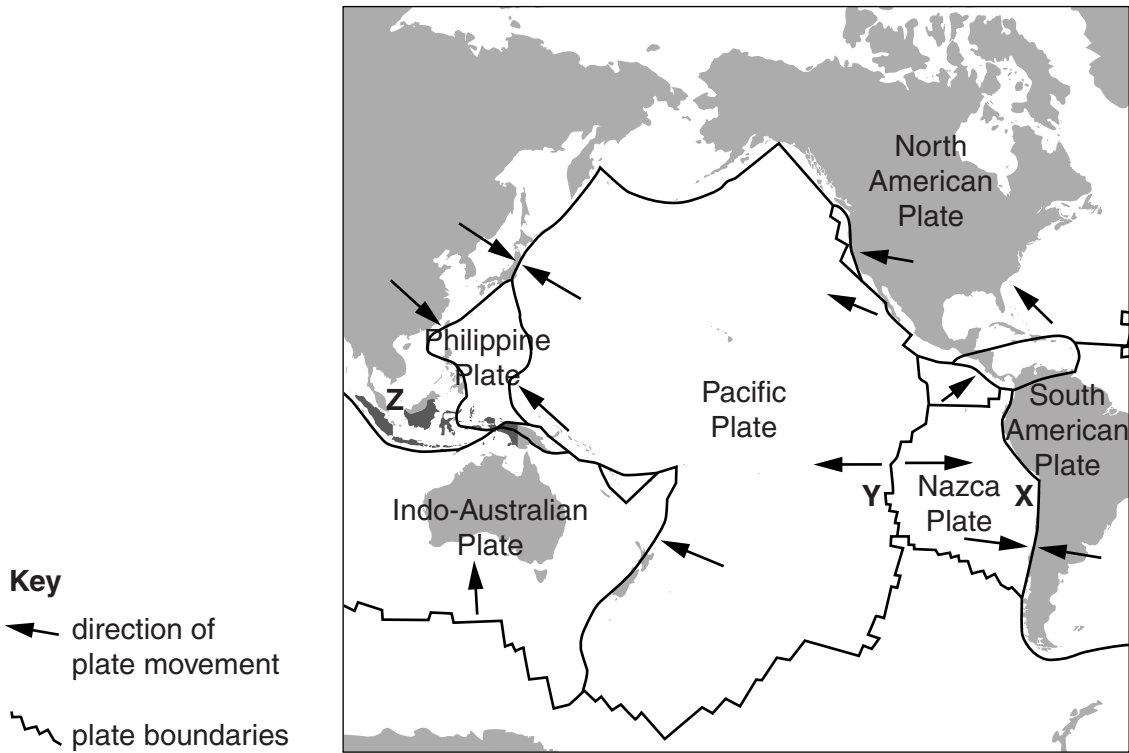 North
American
Plate
Philippine
Plate
Z
Pacific
Plate
South
American
Plate
Y
Nazca
Plate
X
Indo-Australian
Plate
Key
direction of
plate movement
plate boundaries